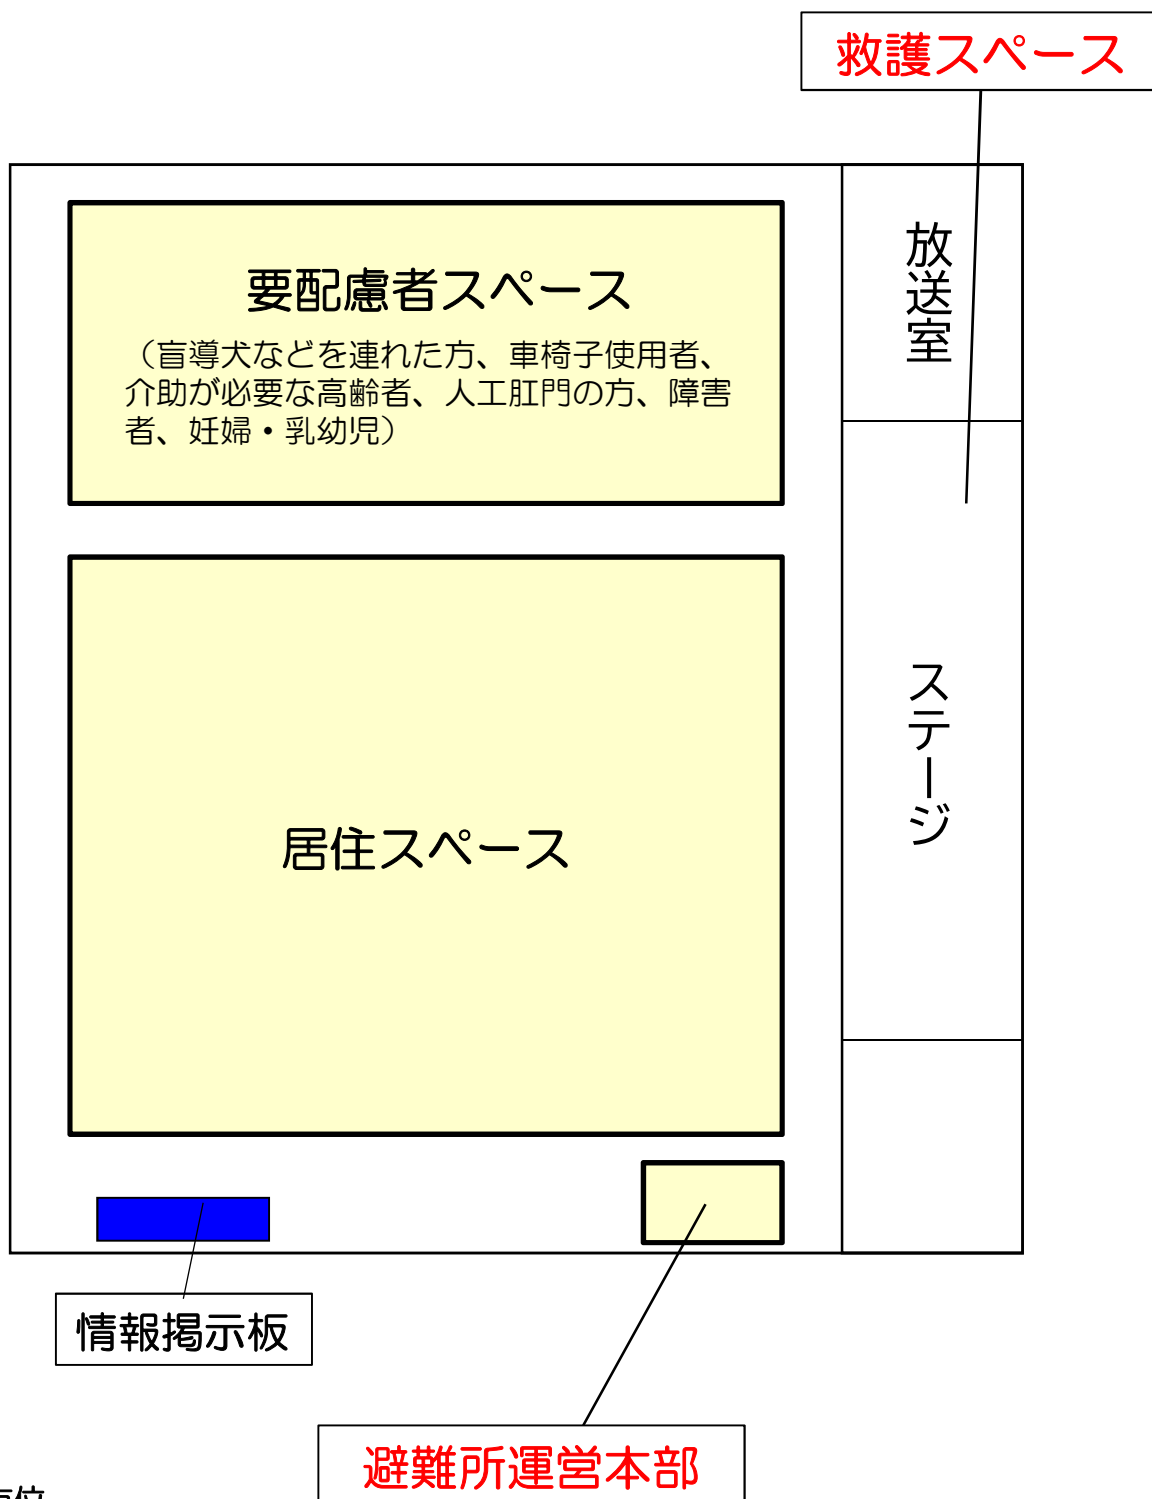 救護スペース
放送室
要配慮者スペース
（盲導犬などを連れた方、車椅子使用者、
介助が必要な高齢者、人工肛門の方、障害
者、妊婦・乳幼児）
ステージ
居住スペース
情報掲示板
避難所運営本部